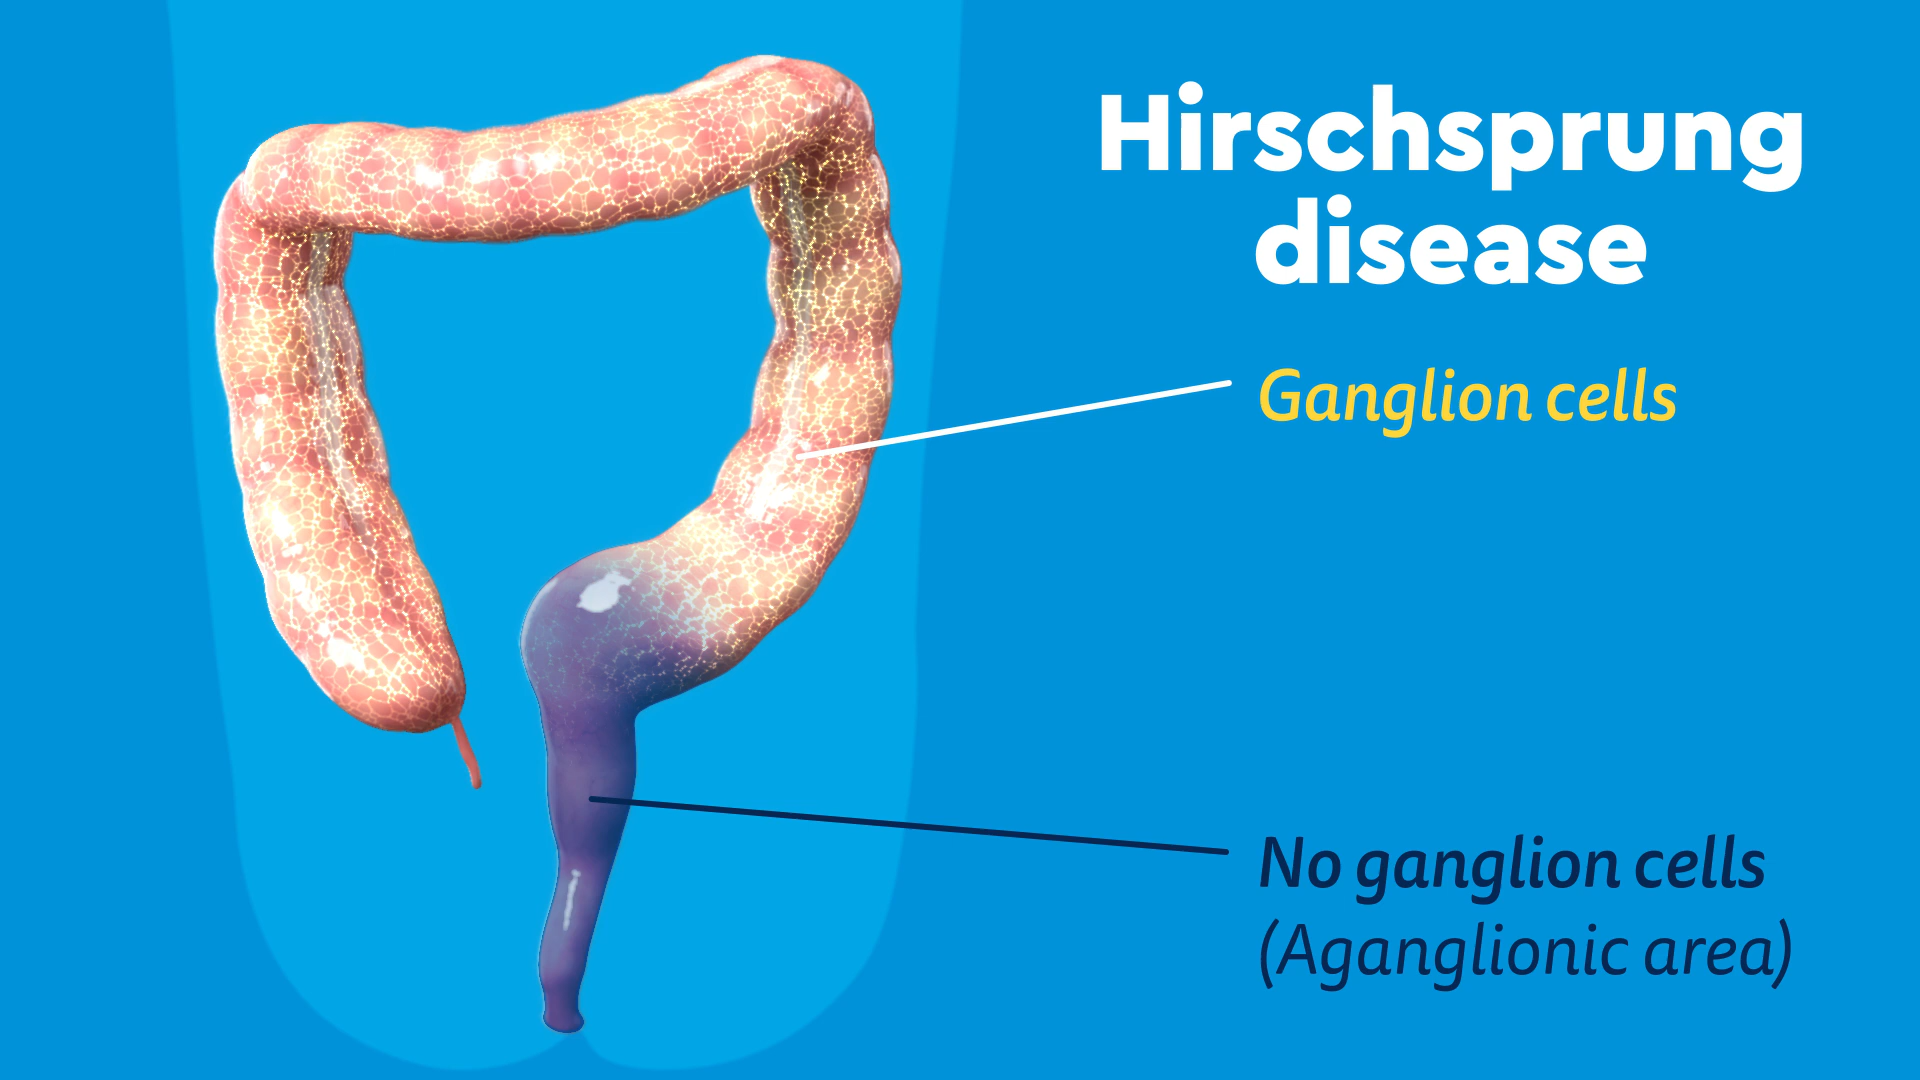 Hirschsprung
disease
Ganglion cells
No ganglion cells
(Aganglionic area)